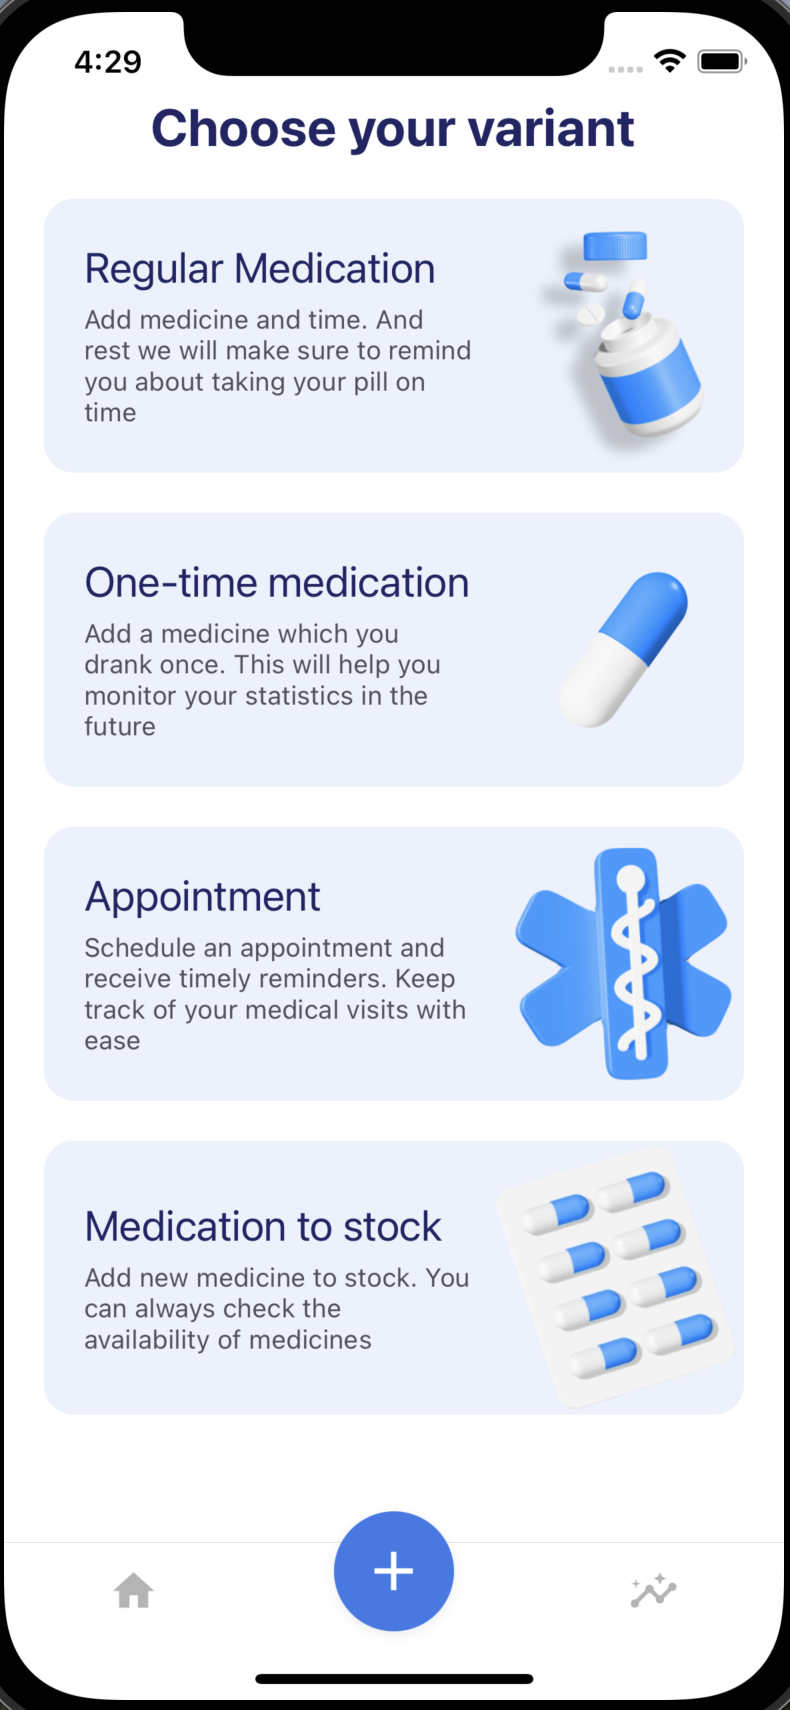 4:29
Choose your variant
Regular Medication
Add medicine and time. And
rest we will make sure to remind
you about taking your pill on
time
One-time medication
Add a medicine which you
drank once. This will help you
monitor your statistics in the
future
Appointment
Schedule an appointment and
receive timely reminders. Keep
track of your medical visits with
ease
Medication to stock
Add new medicine to stock. You
can always check the
availability of medicines